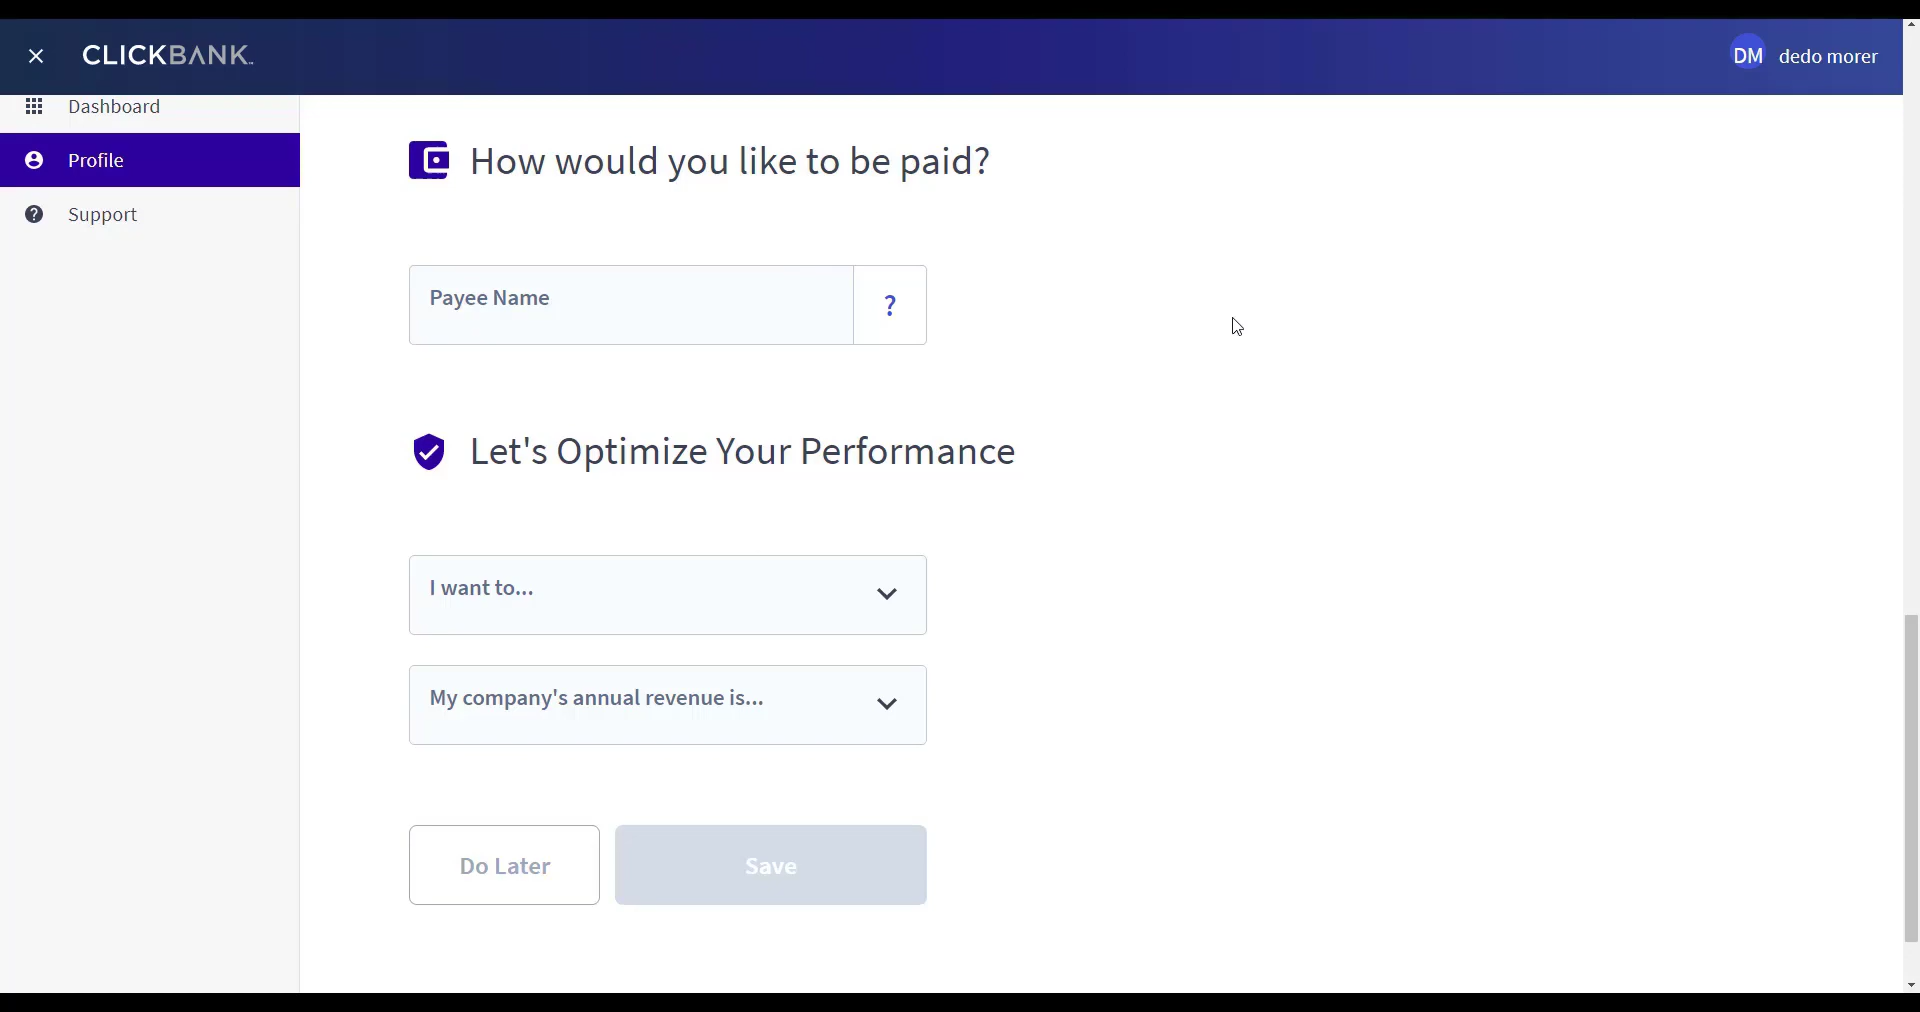 CLICKBANK
DM dedo morer
Dashboard
Profile
Support
How would you like to be paid?
Payee Name
?
Let's Optimize Your Performance
I want to...
My company's annual revenue is...
Do Later
Save